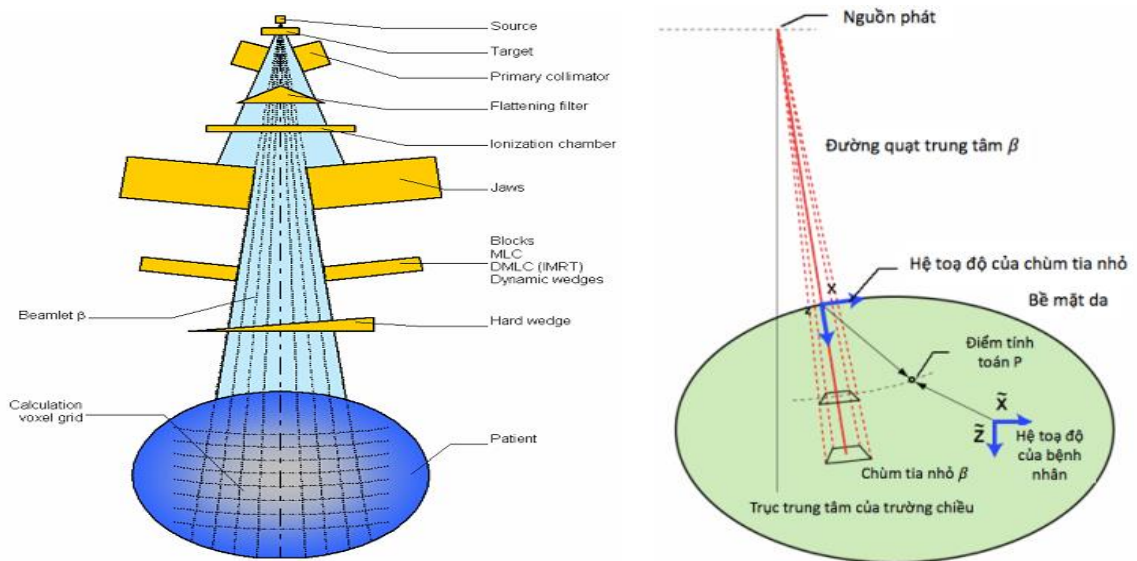 Source
Target
Primary collimator
Flattening filter
Ionization chamber
Jaws
Blocks
MLC
DMLC (IMRT)
Dynamic wedges
Beamlet β
Hard wedge
Calculation
voxel grid
Patient
Nguồn phát
Đường quạt trung tâm β
Hệ toạ độ của chùm tia nhỏ
X
Bề mặt da
z
Điểm tính
toán P
X̃
Z̃
Hệ toạ độ
của bệnh
nhân
Chùm tia nhỏ β
Trục trung tâm của trường chiều